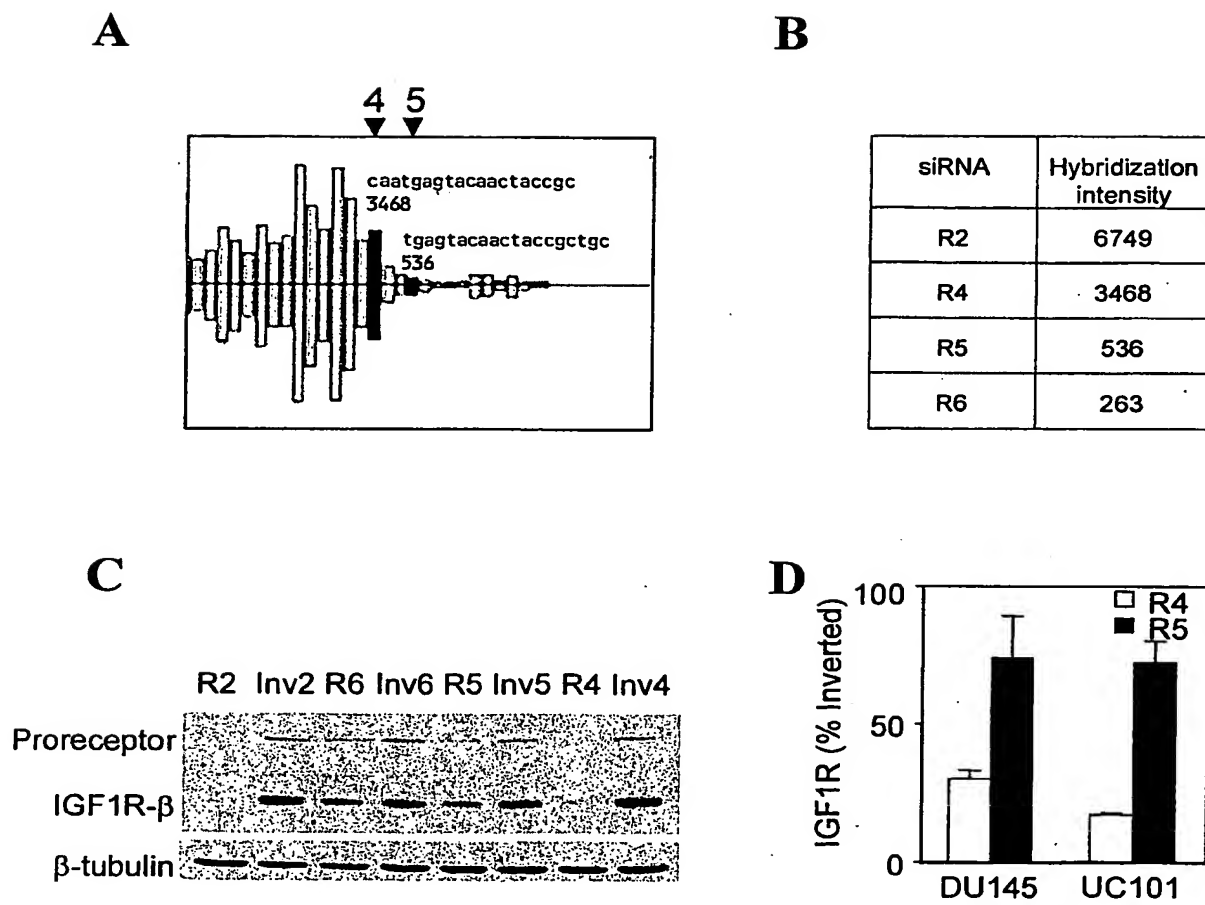 A
4 5
caatgagtacaactaccgc
3468
tgagtacaactaccgctgc
536
B
siRNA Hybridization intensity
R2 6749
R4 3468
R5 536
R6 263
C
R2 Inv2 R6 Inv6 R5 Inv5 R4 Inv4
Proreceptor
IGF1R-β
β-tubulin
D
IGF1R (% Inverted)
100
50
0
R4
R5
DU145 UC101